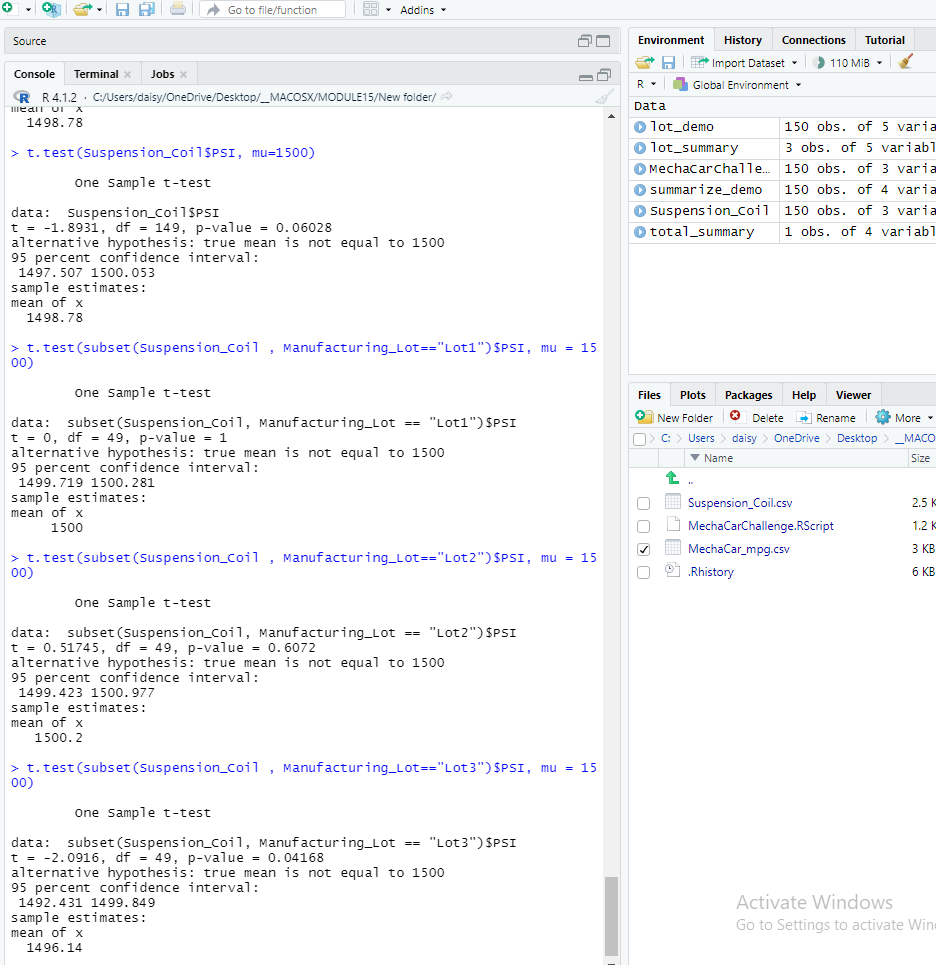 Go to file/function
Addins
Source
Console
Terminal
Jobs
R 4.1.2 · C:/Users/daisy/OneDrive/Desktop/__MACOSX/MODULE15/New folder/
mean of x
1498.78
> t.test(Suspension_Coil$PSI, mu=1500)
One Sample t-test
data: Suspension_Coil$PSI
t = -1.8931, df = 149, p-value = 0.06028
alternative hypothesis: true mean is not equal to 1500
95 percent confidence interval:
1497.507 1500.053
sample estimates:
mean of x
1498.78
> t.test(subset(Suspension_Coil , Manufacturing_Lot=="Lot1")$PSI, mu = 15
00)
One Sample t-test
data: subset(Suspension_Coil, Manufacturing_Lot == "Lot1")$PSI
t = 0, df = 49, p-value = 1
alternative hypothesis: true mean is not equal to 1500
95 percent confidence interval:
1499.719 1500.281
sample estimates:
mean of x
1500
> t.test(subset(Suspension_Coil , Manufacturing_Lot=="Lot2")$PSI, mu = 15
00)
One Sample t-test
data: subset(Suspension_Coil, Manufacturing_Lot == "Lot2")$PSI
t = 0.51745, df = 49, p-value = 0.6072
alternative hypothesis: true mean is not equal to 1500
95 percent confidence interval:
1499.423 1500.977
sample estimates:
mean of x
1500.2
> t.test(subset(Suspension_Coil , Manufacturing_Lot=="Lot3")$PSI, mu = 15
00)
One Sample t-test
data: subset(Suspension_Coil, Manufacturing_Lot == "Lot3")$PSI
t = -2.0916, df = 49, p-value = 0.04168
alternative hypothesis: true mean is not equal to 1500
95 percent confidence interval:
1492.431 1499.849
sample estimates:
mean of x
1496.14
Environment History Connections Tutorial
Import Dataset 110 MiB
R Global Environment
Data
lot_demo 150 obs. of 5 varia
lot_summary 3 obs. of 5 variabl
MechaCarChalle… 150 obs. of 3 varia
summarize_demo 150 obs. of 4 varia
Suspension_Coil 150 obs. of 3 varia
total_summary 1 obs. of 4 variabl
Files Plots Packages Help Viewer
New Folder Delete Rename More
C: Users daisy OneDrive Desktop __MACO
Name Size
..
Suspension_Coil.csv 2.5 K
MechaCarChallenge.RScript 1.2 K
MechaCar_mpg.csv 3 KB
.Rhistory 6 KB
Activate Windows
Go to Settings to activate Win